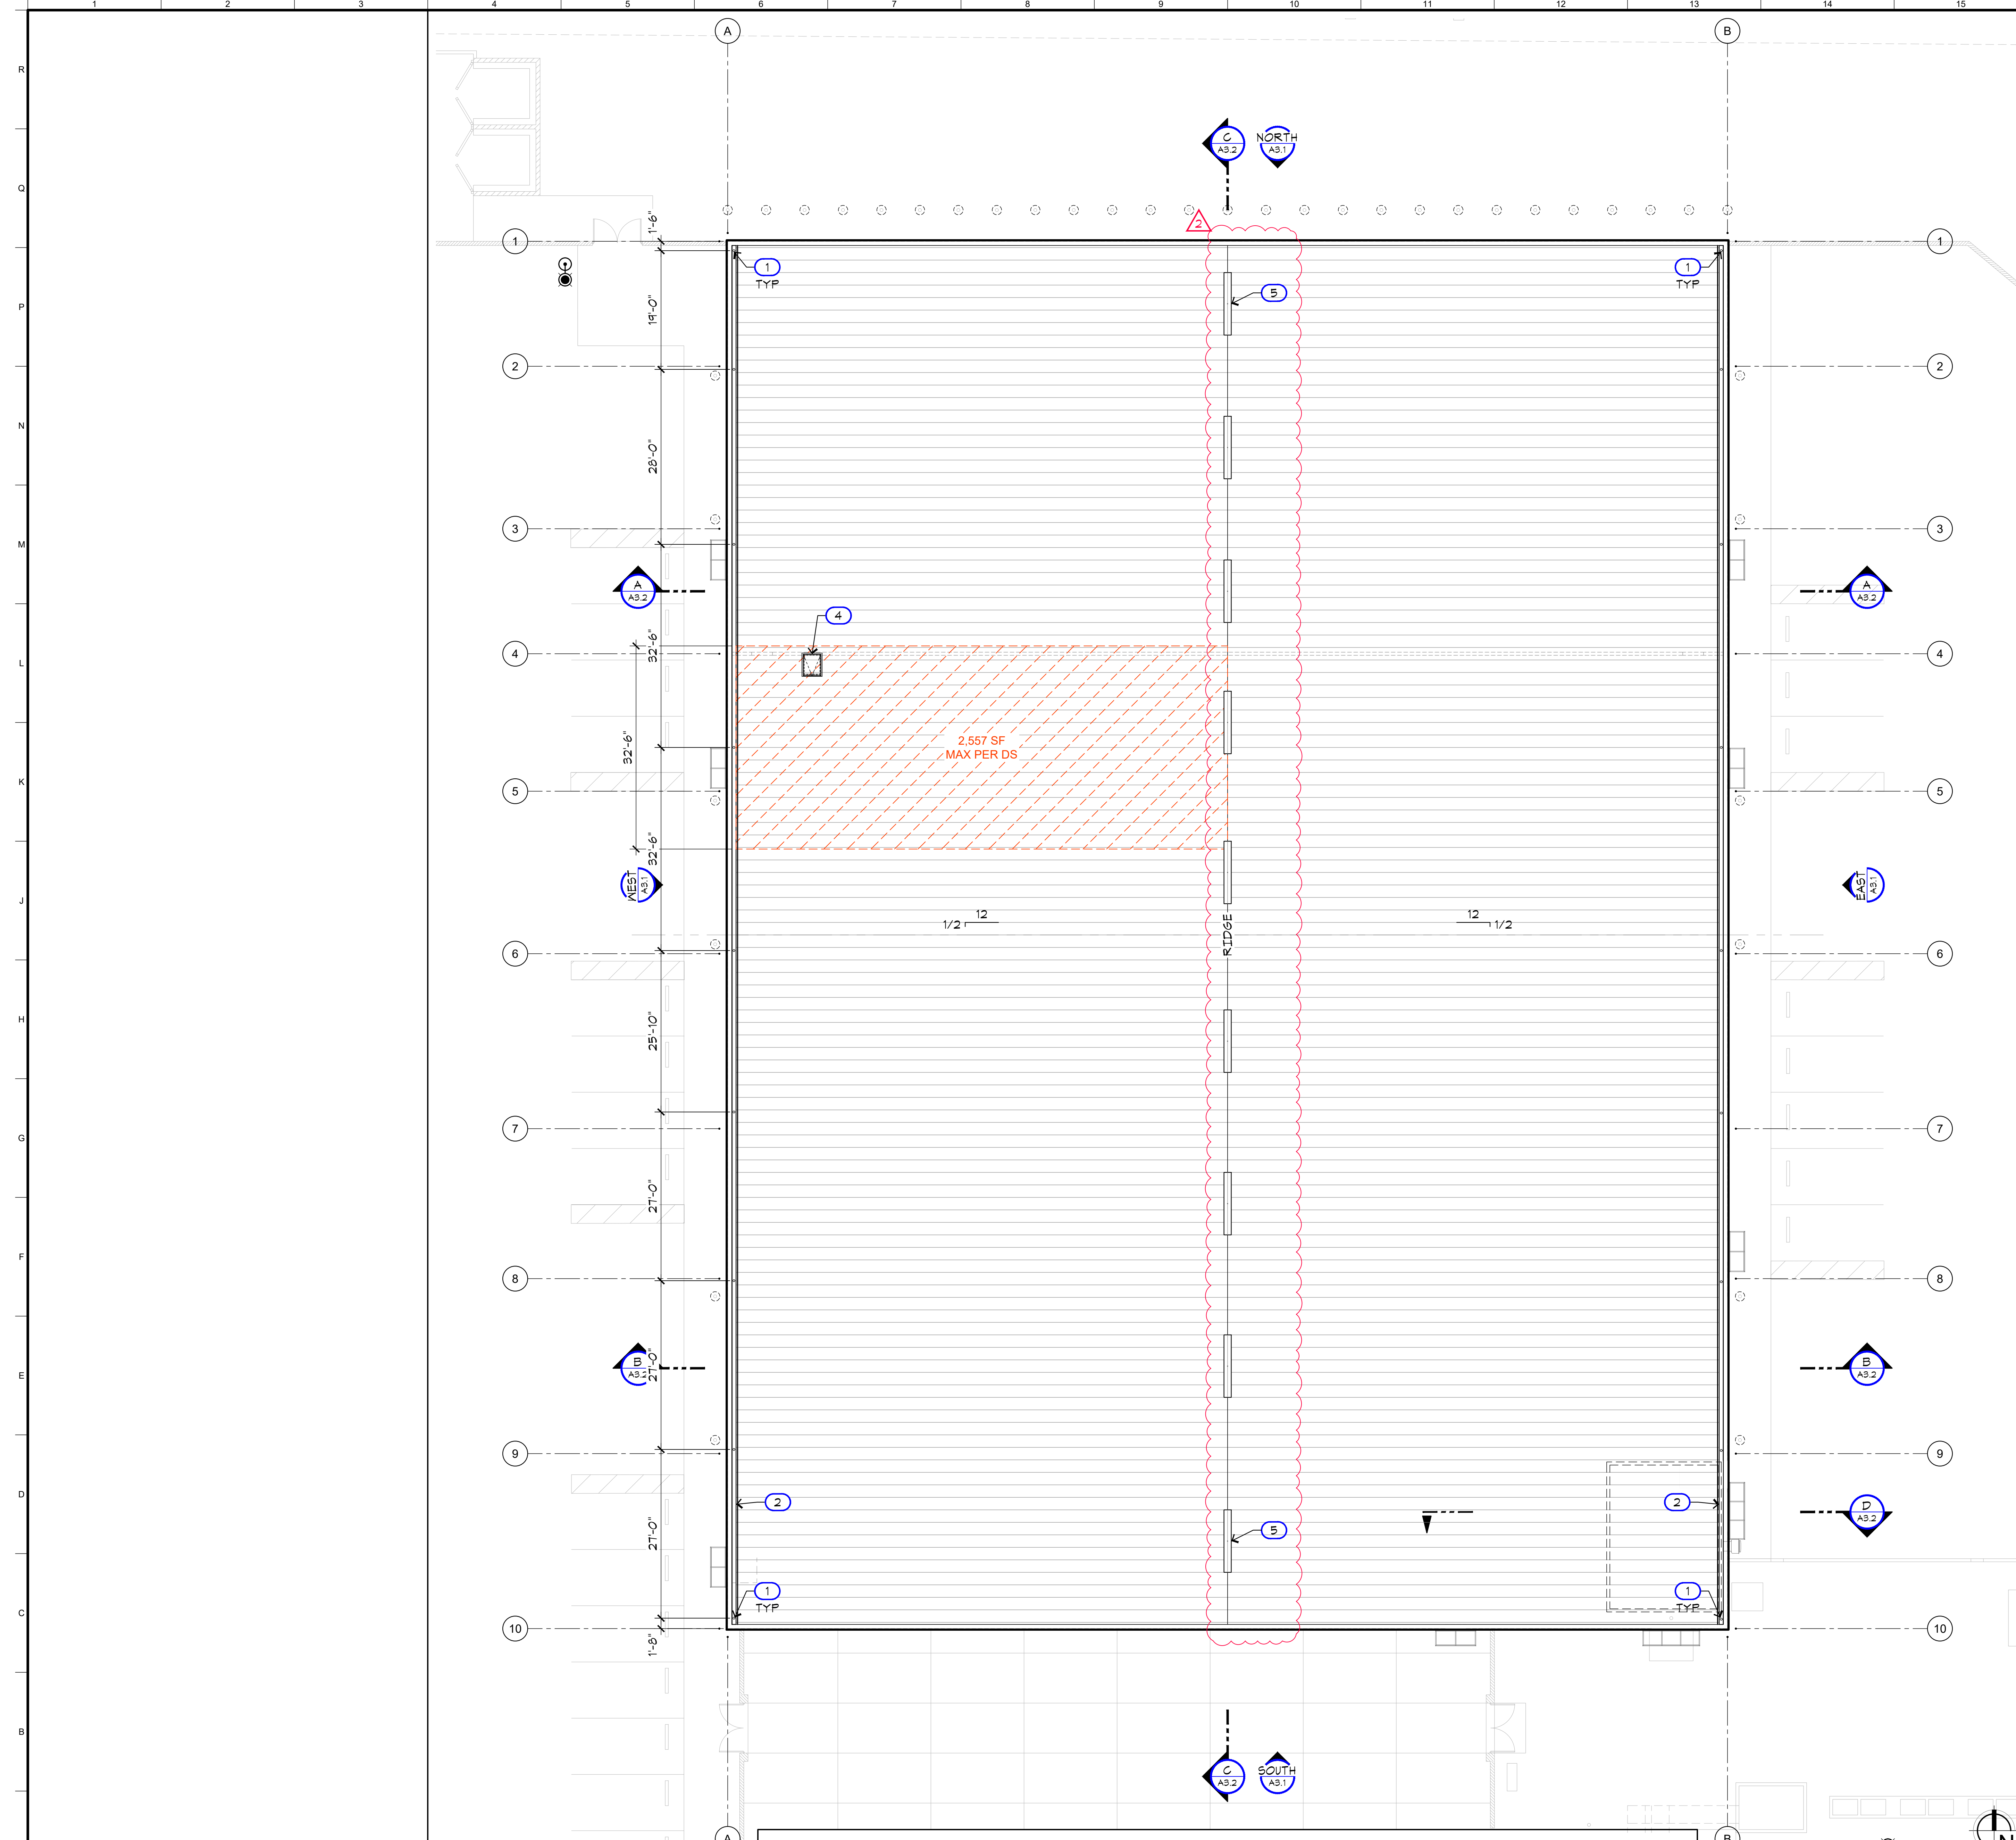 1 2 3 4 5 6 7 8 9 10 11 12 13 14 15
A B
R
C
A3.2
NORTH
A3.1
Q
1'-6"
2
1 1
1 1
TYP TYP
5
P
19'-0"
2 2
N
28'-0"
3 3
M
A
A3.2
A
A3.2
4
32'-6"
4 4
L
32'-6"
2,557 SF
MAX PER DS
K
5 5
32'-6"
WEST
A3.1
EAST
A3.1
J
12
1/2
RIDGE
12
1/2
6 6
H
25'-10"
7 7
G
27'-0"
F
8 8
B
A3.2
27'-0"
B
A3.2
E
9 9
D
2 2
D
A3.2
27'-0"
5
1 1
TYP TYP
C
10 10
1'-8"
B
C
A3.2
SOUTH
A3.1
A B